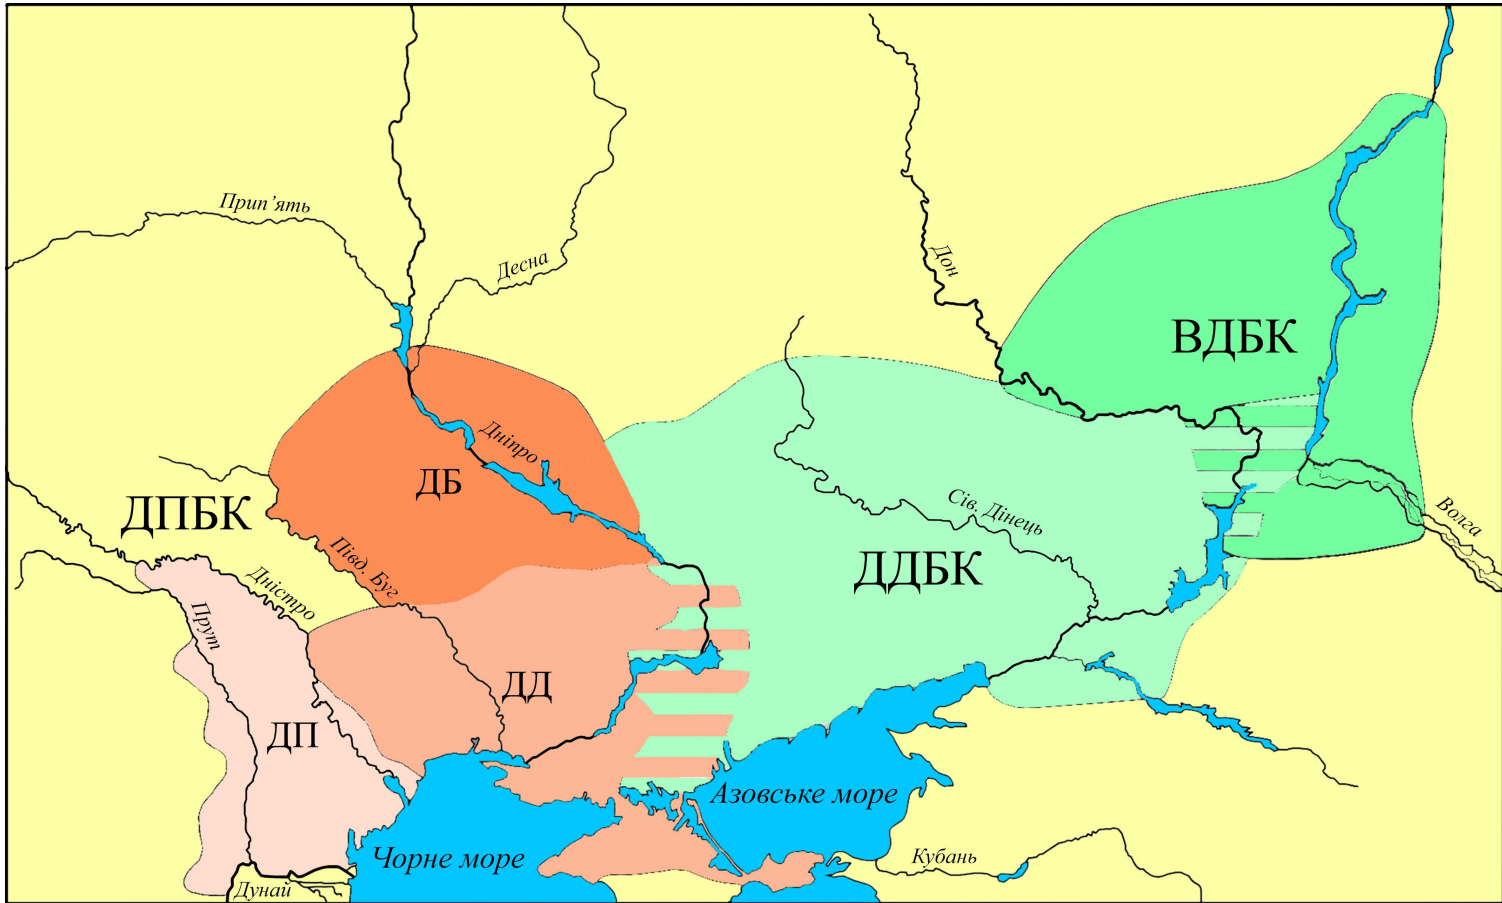 Прип’ять
Десна
Дон
ВДБК
Дніпро
ДБ
ДПБК
Сів. Дінець
Волга
Півд. Буг
ДДБК
Дністро
Прут
ДД
ДП
Азовське море
Чорне море
Кубань
Дунай